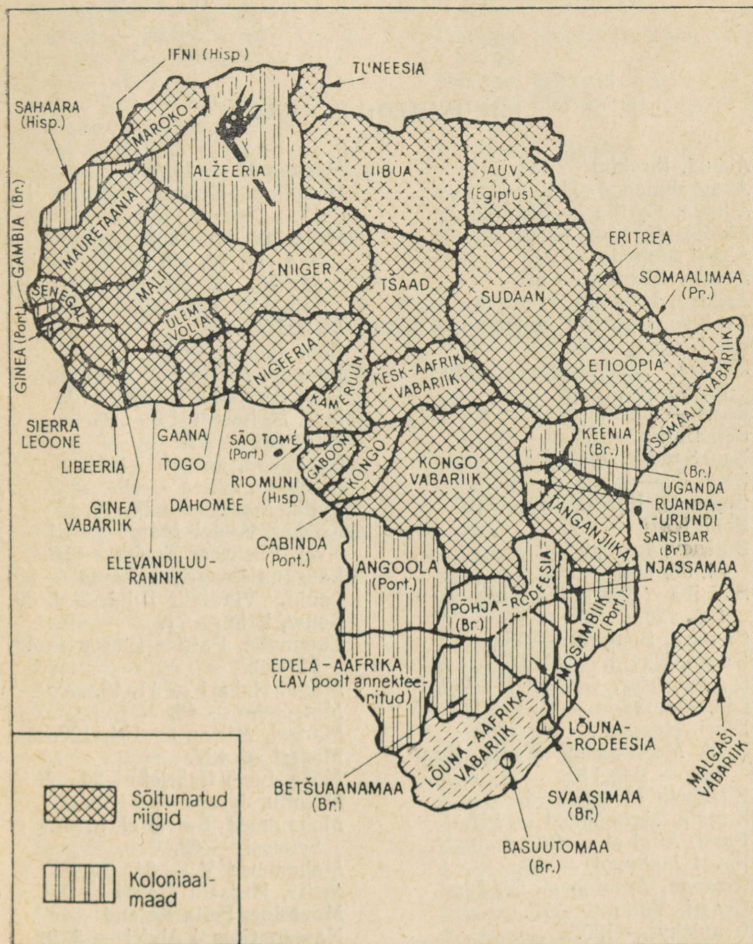 IFNI (Hisp)
TUNEESIA
SAHAARA
(Hisp.)
MAROKO
ALŽEERIA
LIIBUA
AUV
(Egiptus)
GAMBIA (Br.)
MAURETAANIA
MALI
NIIGER
TŠAAD
SUDAAN
ERITREA
SOMAALIMAA
(Pr.)
SENEGAL
GINEA (Port.)
ÜLEM-
VOLTA
NIGEERIA
KAMERUUN
KESK-AAFRIK
VABARIIK
ETIOOPIA
SOMAALI VABARIIK
SIERRA
LEOONE
LIBEERIA
GINEA
VABARIIK
ELEVANDILUU-
RANNIK
GAANA
TOGO
DAHOMEE
SÃO TOMÉ
(Port.)
RIO MUNI
(Hisp)
GABOON
KONGO
CABINDA
(Port.)
KONGO
VABARIIK
KEENIA
(Br.)
(Br.)
UGANDA
RUANDA-
-URUNDI
SANSIBAR
(Br)
TANGANJIIKA
NJASSAMAA
ANGOOLA
(Port.)
PÕHJA-RODEESIA
(Br.)
MOSAMBIIK
(Port.)
EDELA-AAFRIKA
(LAV poolt annektee-
ritud)
BETŠUAANAMAA
(Br.)
LÕUNA-
-RODEESIA
LÕUNA-AAFRIKA
VABARIIK
SVAASIMAA
(Br.)
BASUUTOMAA
(Br.)
MALGAŠI
VABARIIK
Sõltumatud
riigid
Koloniaal-
maad